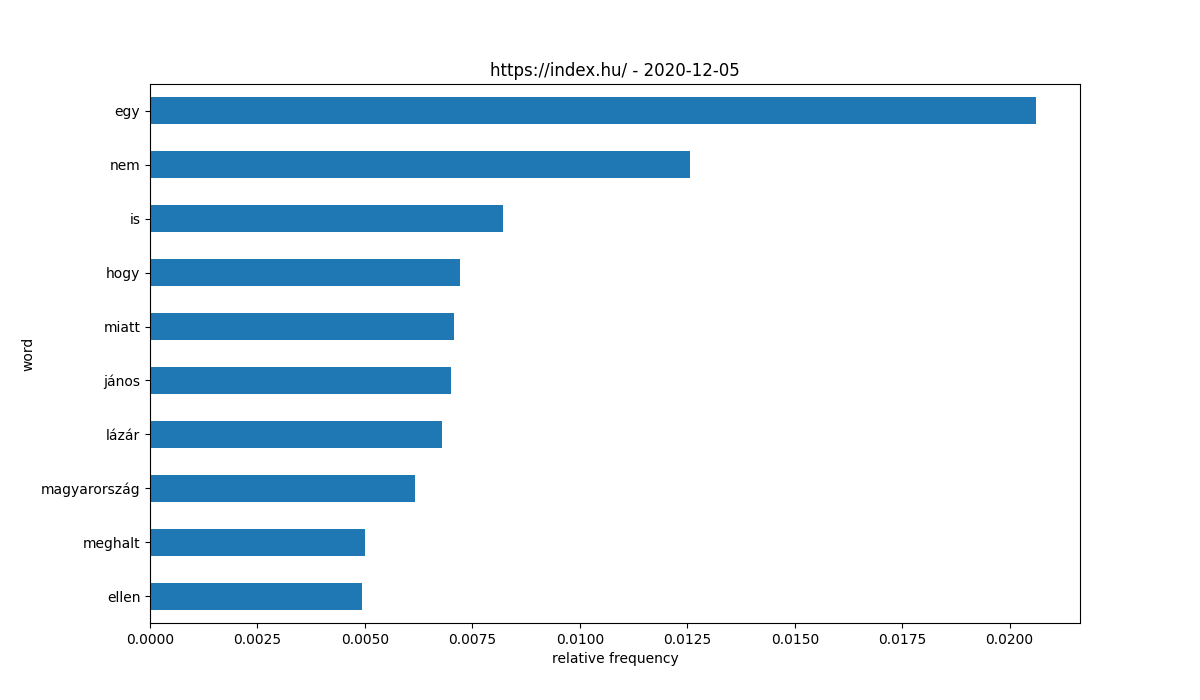 https://index.hu/ - 2020-12-05
egy
nem
is
hogy
miatt
jános
lázár
magyarország
meghalt
ellen
word
0.0000 0.0025 0.0050 0.0075 0.0100 0.0125 0.0150 0.0175 0.0200
relative frequency